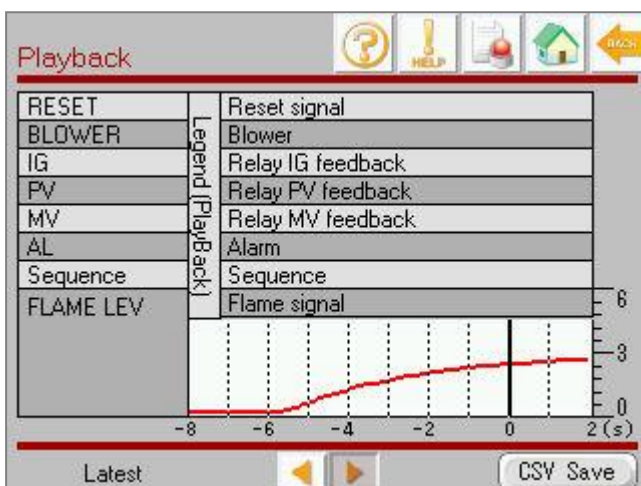 Playback
HELP
BACK
RESET
Reset signal
BLOWER
Blower
IG
Relay IG feedback
PV
Relay PV feedback
MV
Relay MV feedback
AL
Alarm
Sequence
Sequence
FLAME LEV
Flame signal
Legend (PlayBack)
6
3
0
-8 -6 -4 -2 0 2 (s)
Latest
CSV Save